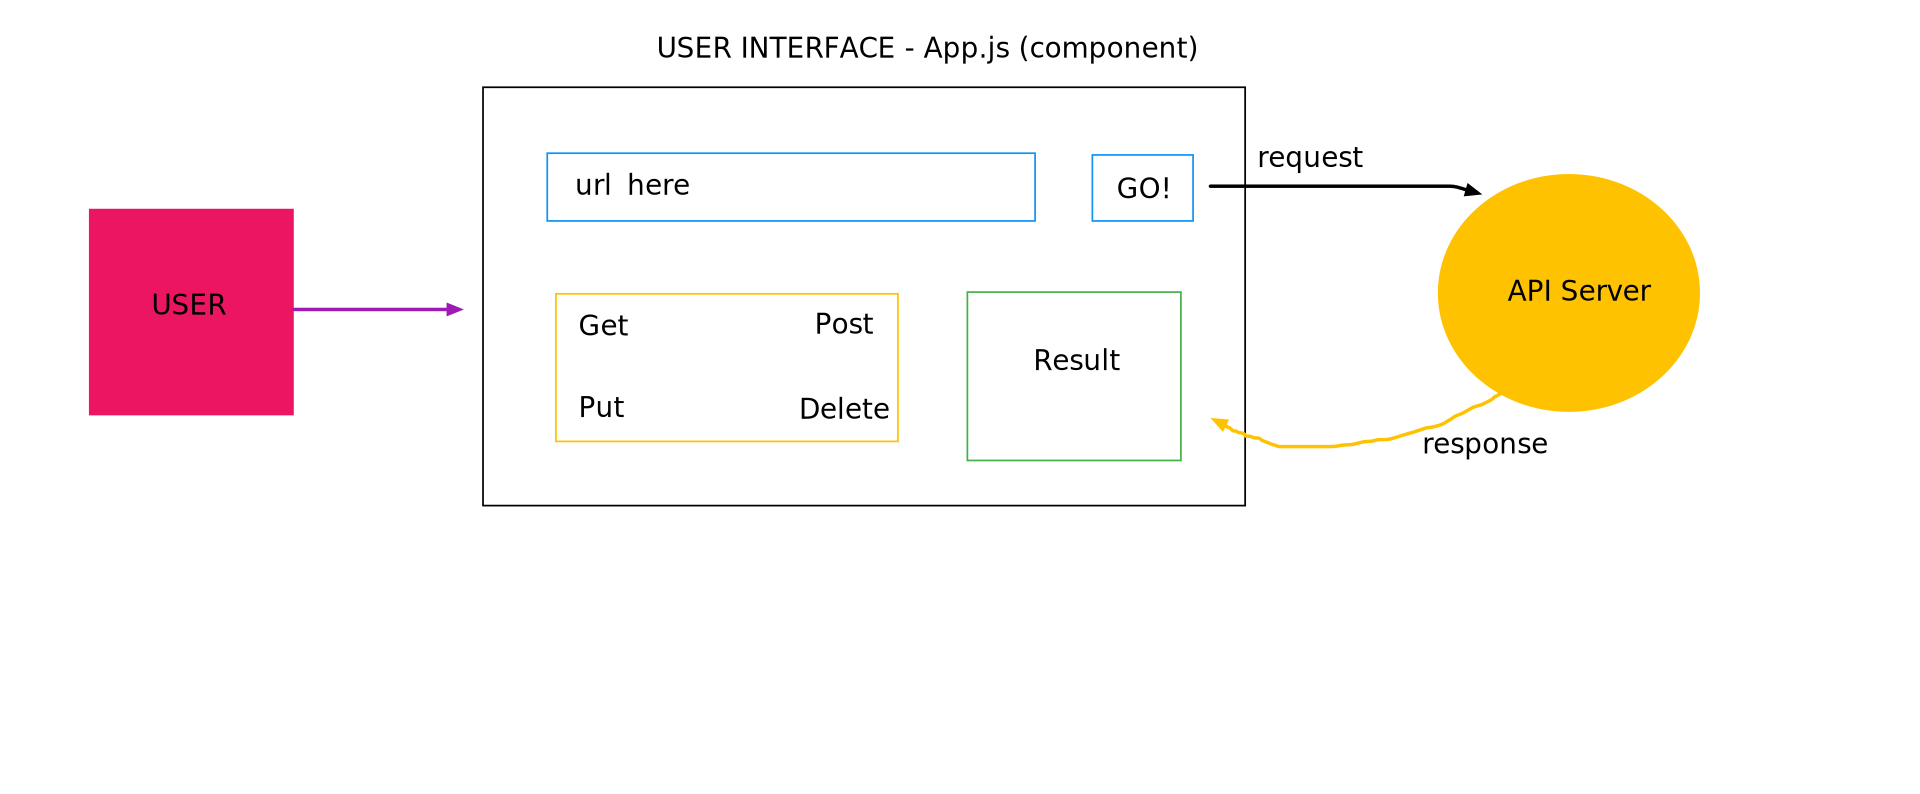 USER INTERFACE - App.js (component)
url here
GO!
request
USER
Get
Post
Put
Delete
Result
API Server
response